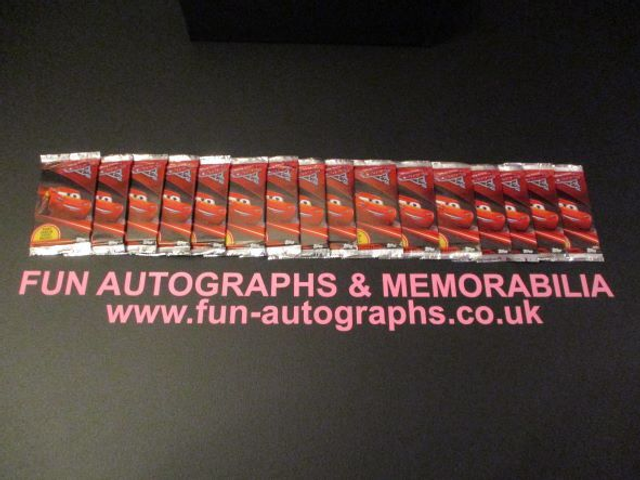 FUN AUTOGRAPHS & MEMORABILIA
www.fun-autographs.co.uk